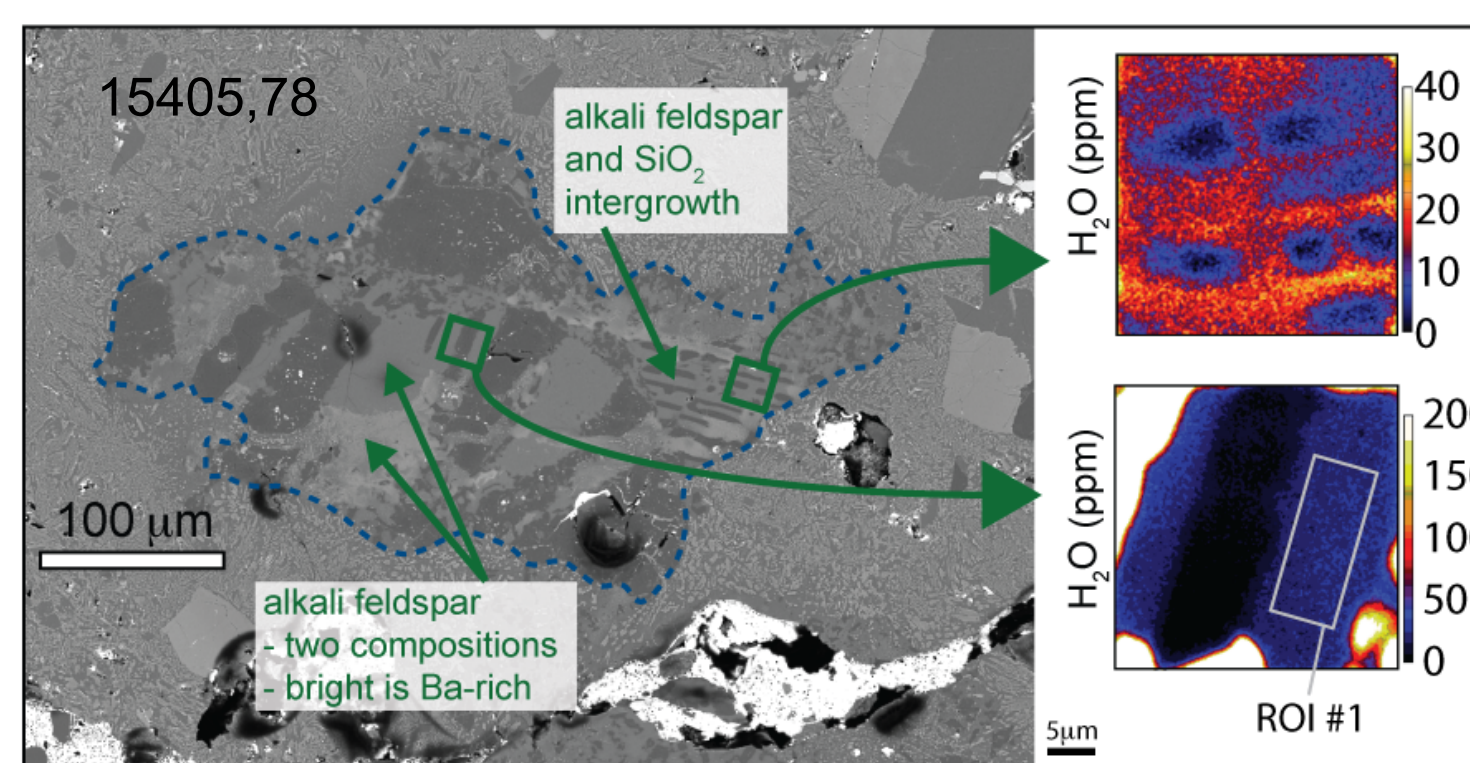 15405,78
alkali feldspar
and SiO₂
intergrowth
100 μm
alkali feldspar
- two compositions
- bright is Ba-rich
H₂O (ppm)
40
30
20
10
0
H₂O (ppm)
50
0
ROI #1
5μm